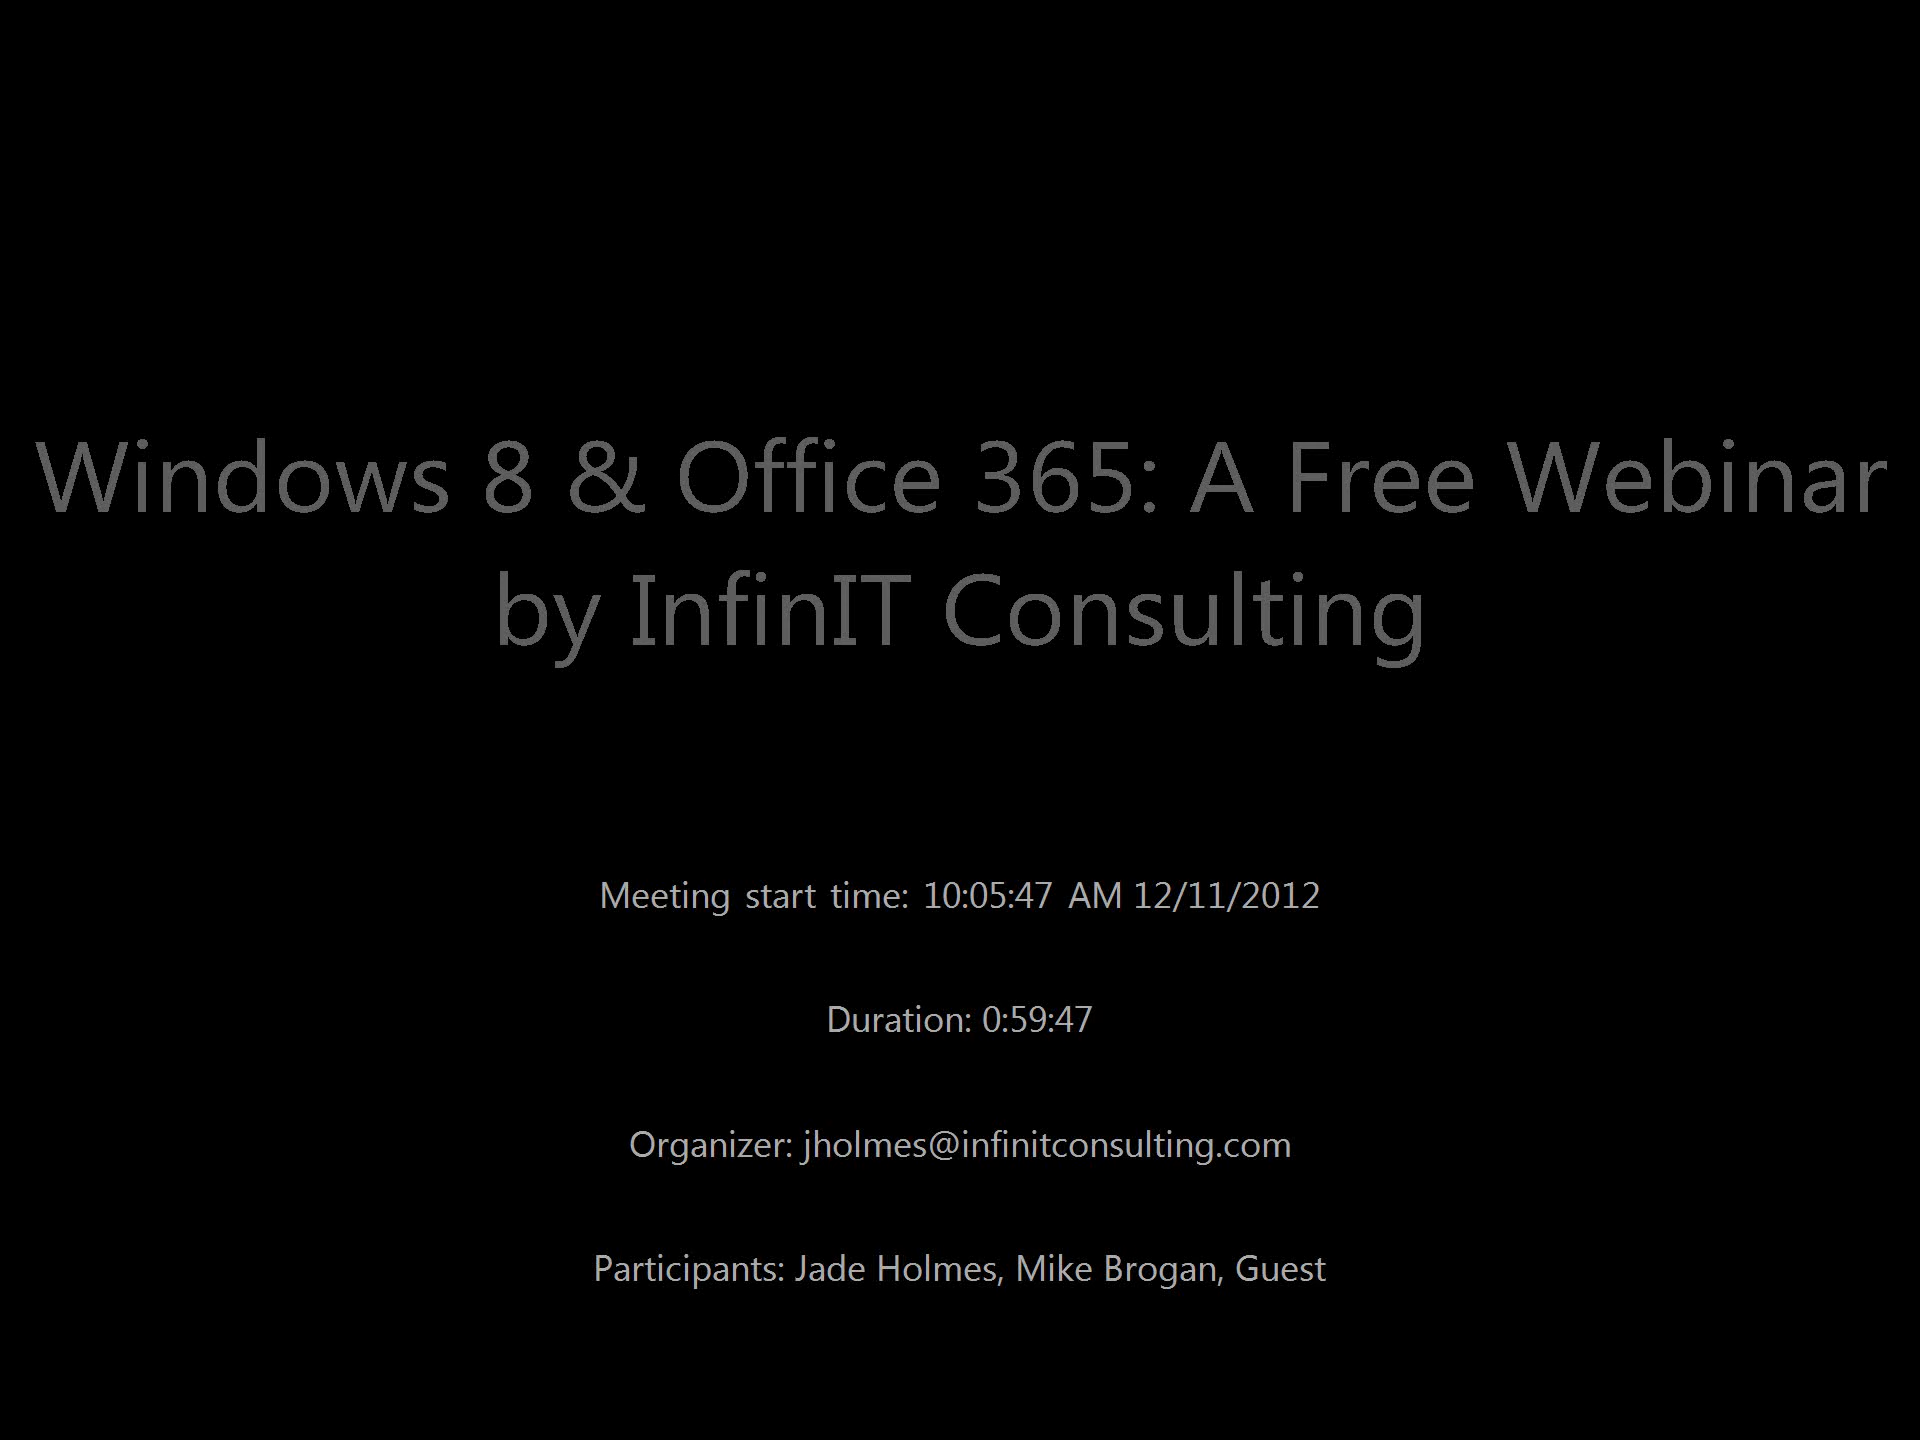 Windows 8 & Office 365: A Free Webinar
by InfinIT Consulting
Meeting start time: 10:05:47 AM 12/11/2012
Duration: 0:59:47
Organizer: jholmes@infinitconsulting.com
Participants: Jade Holmes, Mike Brogan, Guest